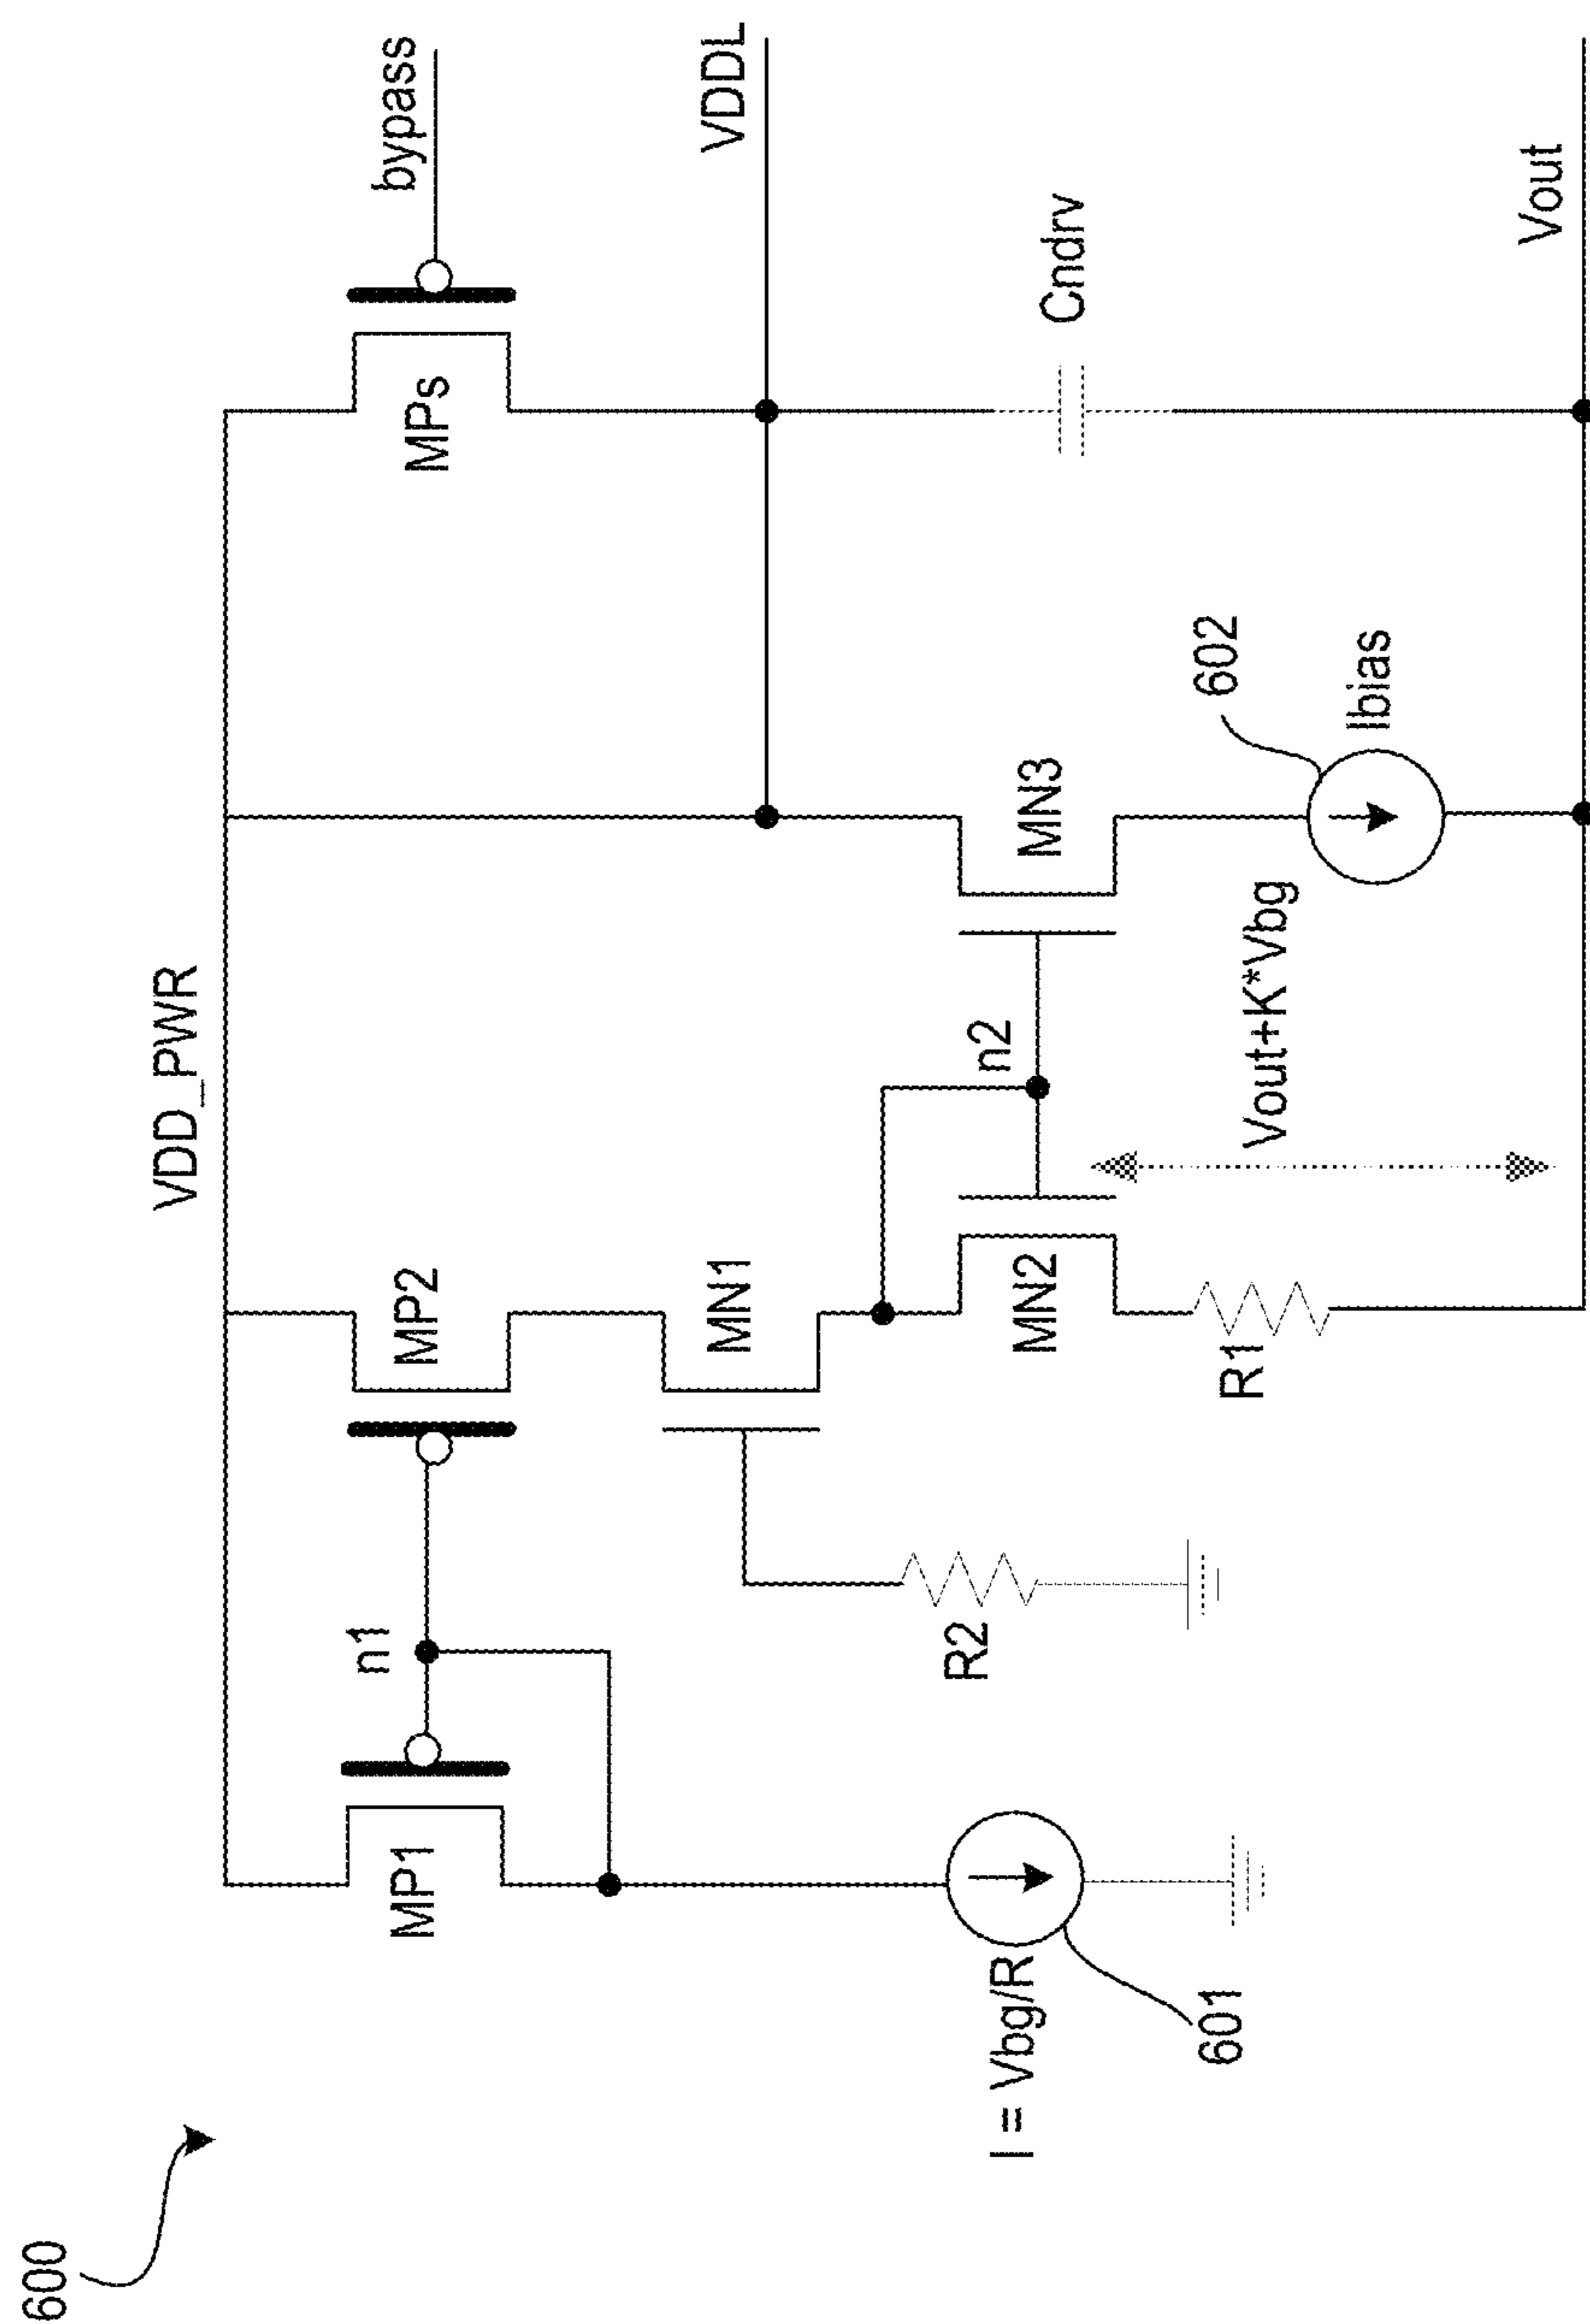 600
VDD_PWR
bypass
MP1
n1
MP2
MPs
MN1
VDDL
I = Vbg/R
601
R2
n2
MN2
MN3
Cndrv
R1
Vout+K*Vbg
602
Ibias
Vout